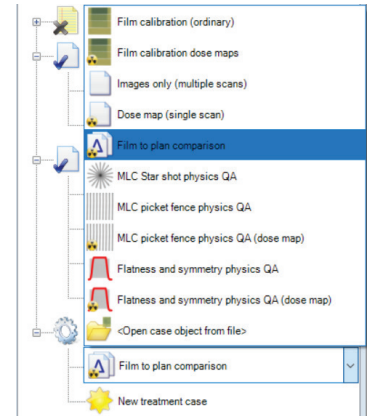 Film calibration (ordinary)
Film calibration dose maps
Images only (multiple scans)
Dose map (single scan)
Film to plan comparison
MLC Star shot physics QA
MLC picket fence physics QA
MLC picket fence physics QA (dose map)
Flatness and symmetry physics QA
Flatness and symmetry physics QA (dose map)
<Open case object from file>
Film to plan comparison
New treatment case